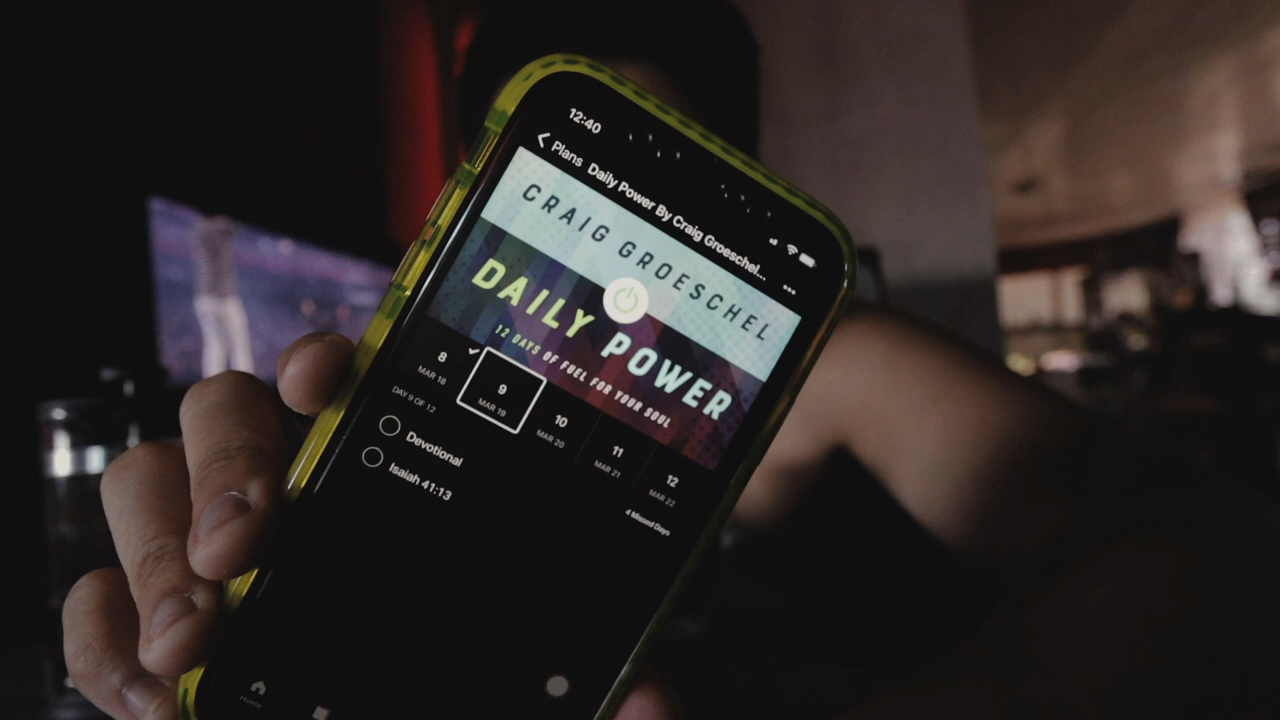 12:40
Plans Daily Power By Craig Groeschel...
CRAIG GROESCHEL
DAILY POWER
12 DAYS OF FUEL FOR YOUR SOUL
8
MAR 18
9
MAR 19
10
MAR 20
11
MAR 21
12
MAR 22
DAY 9 OF 12
4 Missed Days
Devotional
Isaiah 41:13
Home